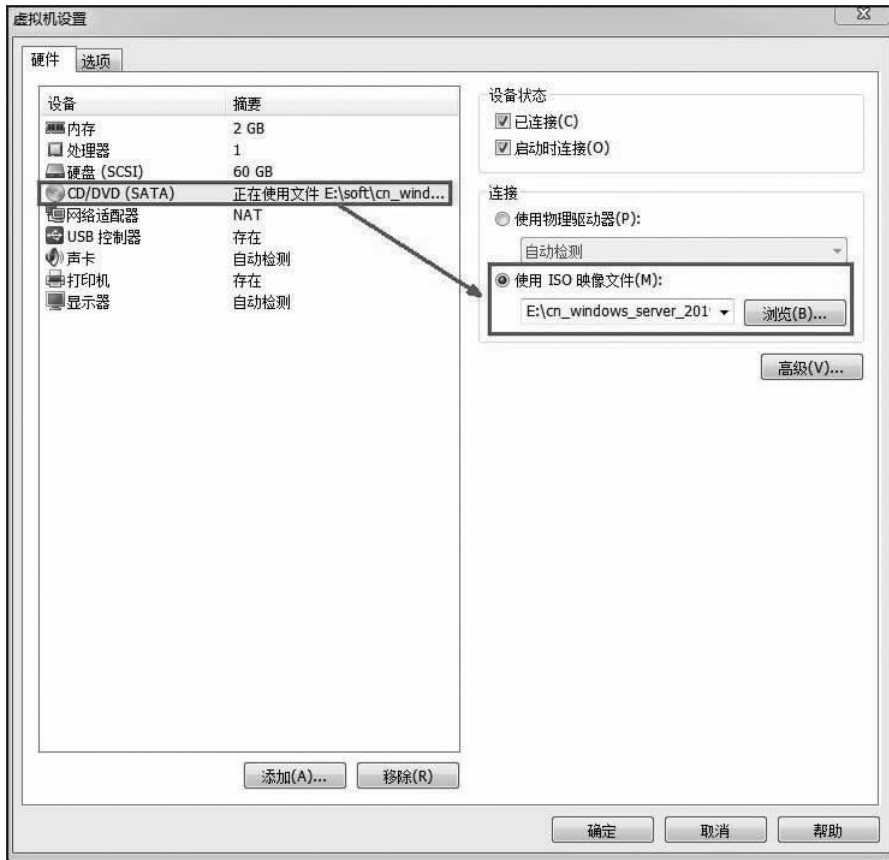 虚拟机设置
硬件 选项
设备 摘要
内存 2 GB
处理器 1
硬盘 (SCSI) 60 GB
CD/DVD (SATA) 正在使用文件 E:\soft\cn_wind...
网络适配器 NAT
USB 控制器 存在
声卡 自动检测
打印机 存在
显示器 自动检测
添加(A)... 移除(R)
设备状态
已连接(C)
启动时连接(O)
连接
使用物理驱动器(P):
自动检测
使用 ISO 映像文件(M):
E:\cn_windows_server_201 浏览(B)...
高级(V)...
确定 取消 帮助